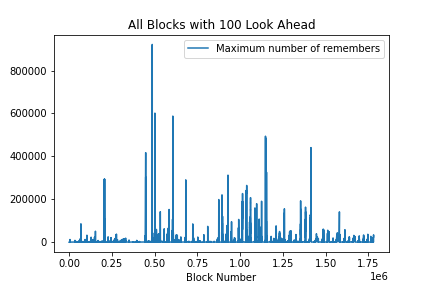 All Blocks with 100 Look Ahead
Maximum number of remembers
800000
600000
400000
200000
0
0.00 0.25 0.50 0.75 1.00 1.25 1.50 1.75
1e6
Block Number